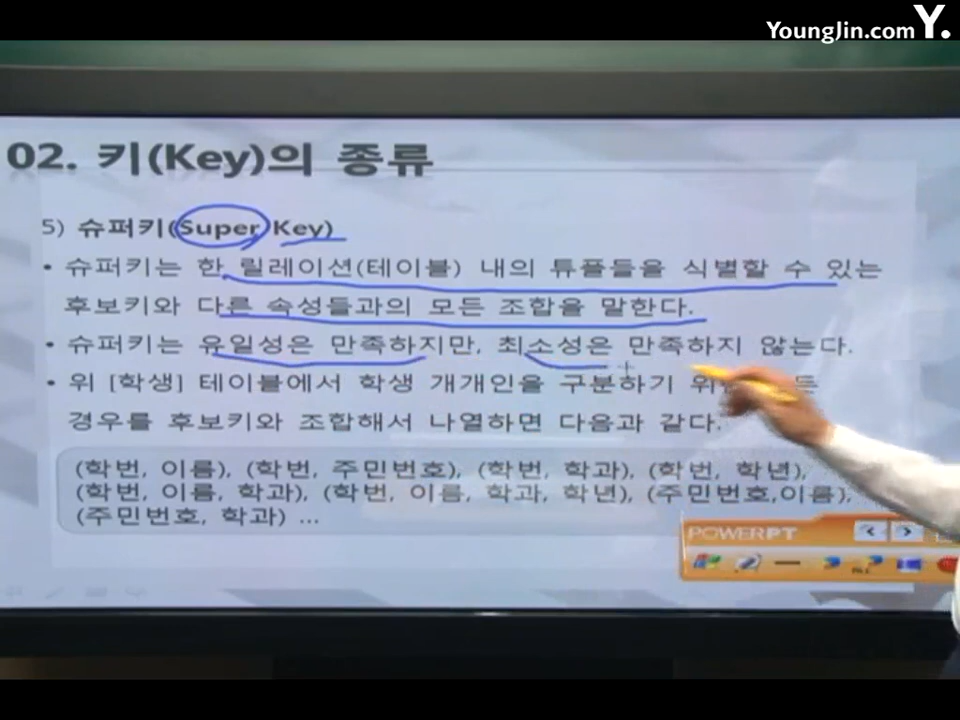 YoungJin.com Y.
02. 키(Key)의 종류
5) 슈퍼키(Super Key)
• 슈퍼키는 한 릴레이션(테이블) 내의 튜플들을 식별할 수 있는
후보키와 다른 속성들과의 모든 조합을 말한다.
• 슈퍼키는 유일성은 만족하지만, 최소성은 만족하지 않는다.
• 위 [학생] 테이블에서 학생 개개인을 구분하기
경우를 후보키와 조합해서 나열하면 다음과 같다.
(학번, 이름), (학번, 주민번호), (학번, 학과), (학번, 학년),
(학번, 이름, 학과), (학번, 이름, 학과, 학년), (주민번호,이름),
(주민번호, 학과) ...
POWERPT